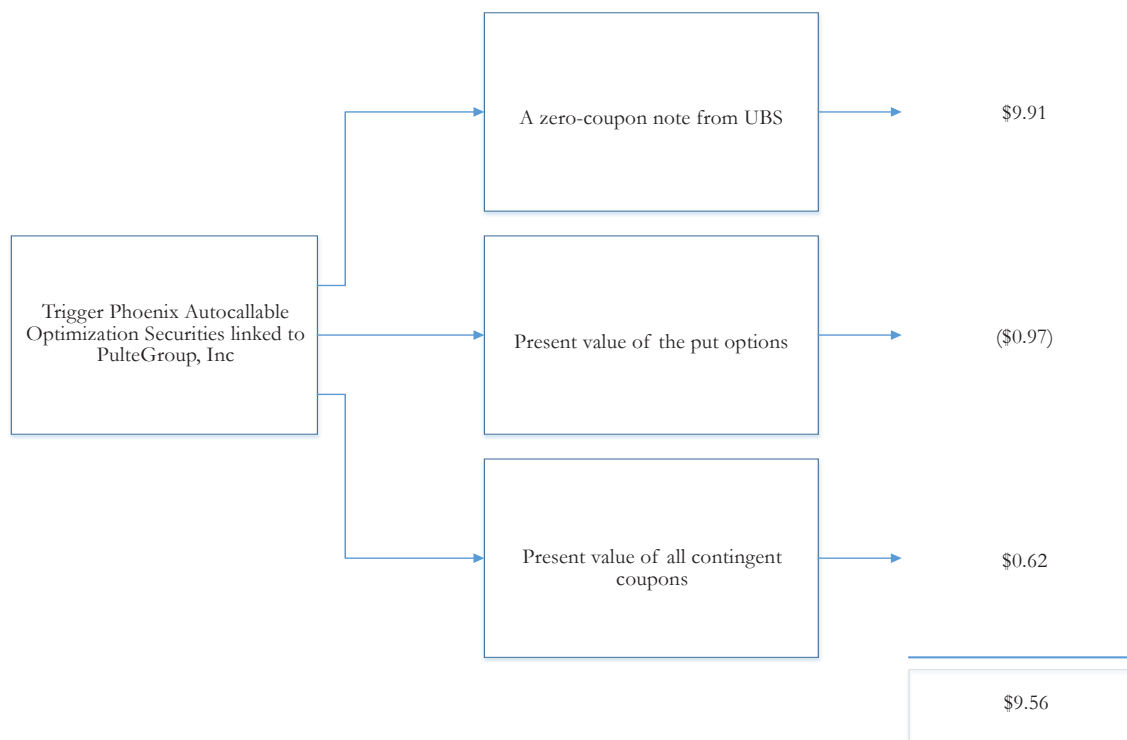 A zero-coupon note from UBS
$9.91
Trigger Phoenix Autocallable
Optimization Securities linked to
PulteGroup, Inc
Present value of the put options
($0.97)
Present value of all contingent
coupons
$0.62
$9.56